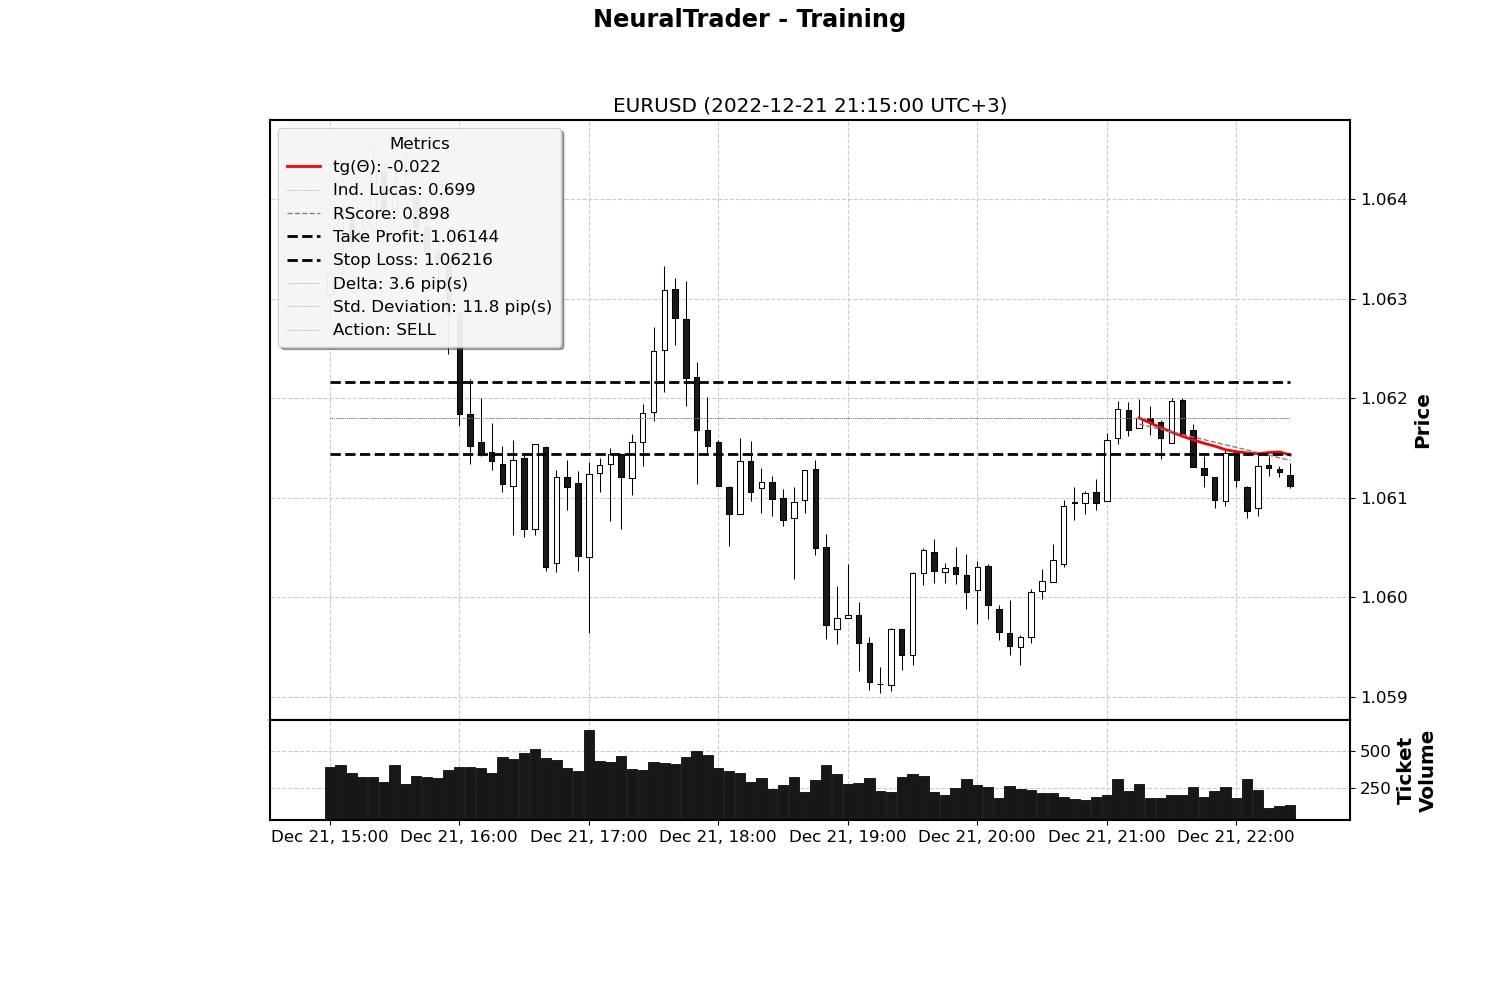 NeuralTrader - Training
EURUSD (2022-12-21 21:15:00 UTC+3)
Metrics
tg(Θ): -0.022
Ind. Lucas: 0.699
RScore: 0.898
Take Profit: 1.06144
Stop Loss: 1.06216
Delta: 3.6 pip(s)
Std. Deviation: 11.8 pip(s)
Action: SELL
1.064
1.063
1.062
1.061
1.060
1.059
Price
500
250
Ticket
Volume
Dec 21, 15:00 Dec 21, 16:00 Dec 21, 17:00 Dec 21, 18:00 Dec 21, 19:00 Dec 21, 20:00 Dec 21, 21:00 Dec 21, 22:00